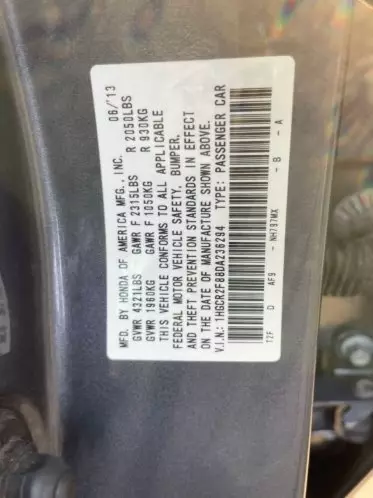 MFD. BY HONDA OF AMERICA MFG., INC. 06/'13
GVWR 4321LBS GAWR F 2315LBS R 2050LBS
GVWR 1960KG GAWR F 1050KG R 930KG
THIS VEHICLE CONFORMS TO ALL APPLICABLE
FEDERAL MOTOR VEHICLE SAFETY, BUMPER,
AND THEFT PREVENTION STANDARDS IN EFFECT
ON THE DATE OF MANUFACTURE SHOWN ABOVE.
V.I.N.: 1HGCR2F88DA236294 TYPE: PASSENGER CAR
T2F D AF9 - NH797MX - B - A